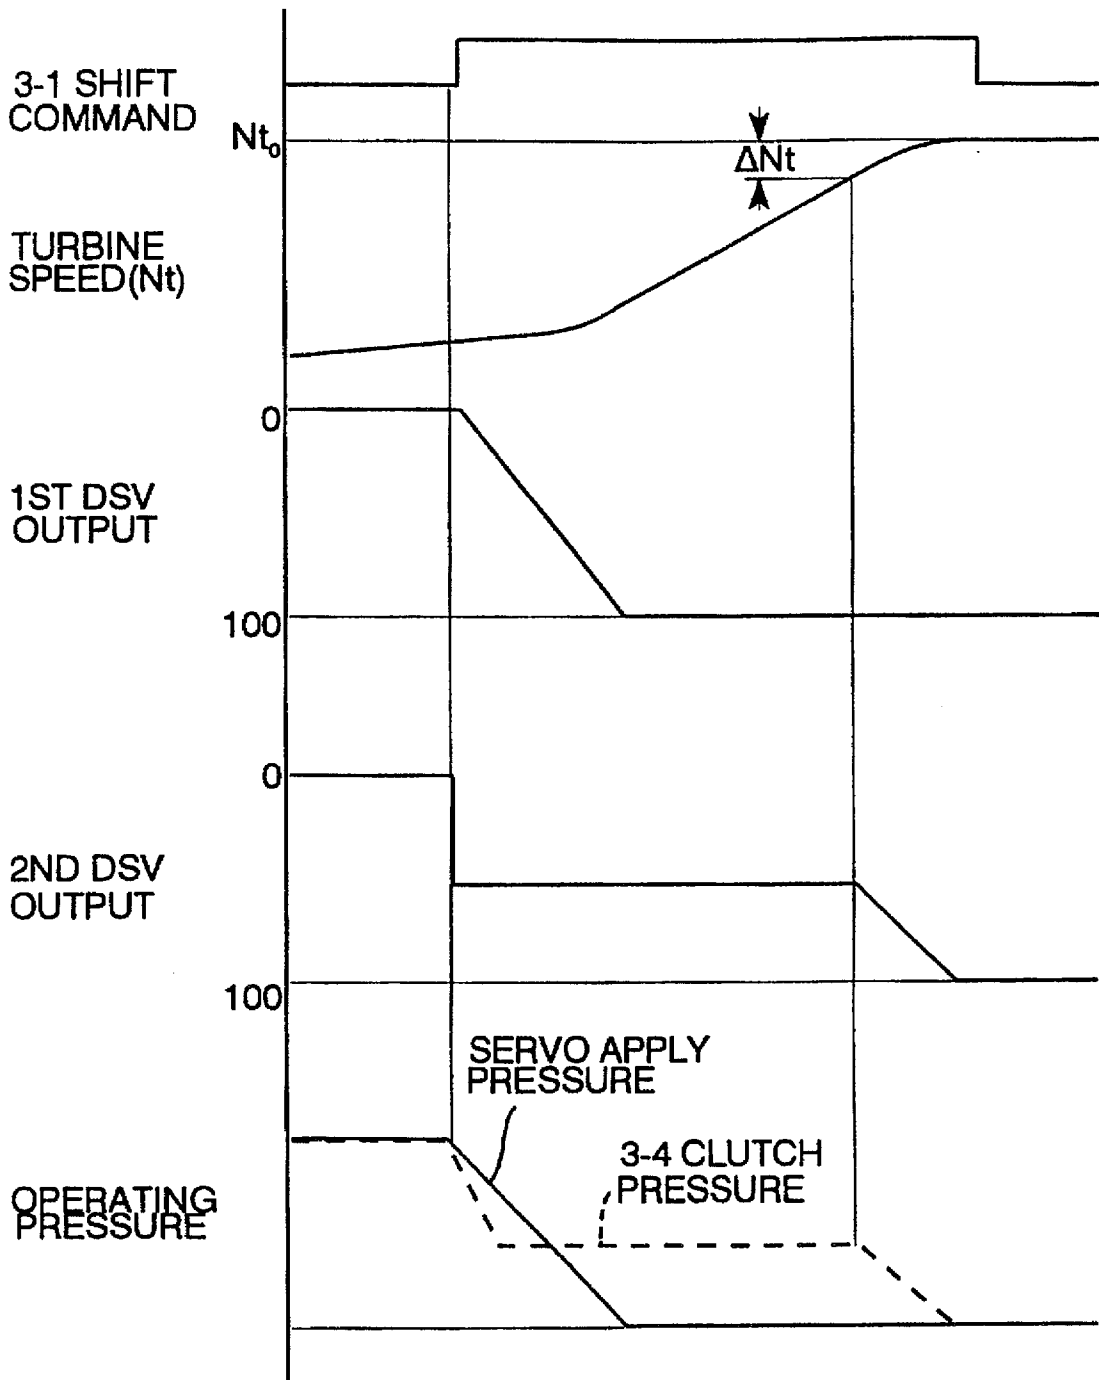 3-1 SHIFT
COMMAND
Nt₀
ΔNt
TURBINE
SPEED(Nt)
0
1ST DSV
OUTPUT
100
0
2ND DSV
OUTPUT
100
SERVO APPLY
PRESSURE
3-4 CLUTCH
PRESSURE
OPERATING
PRESSURE